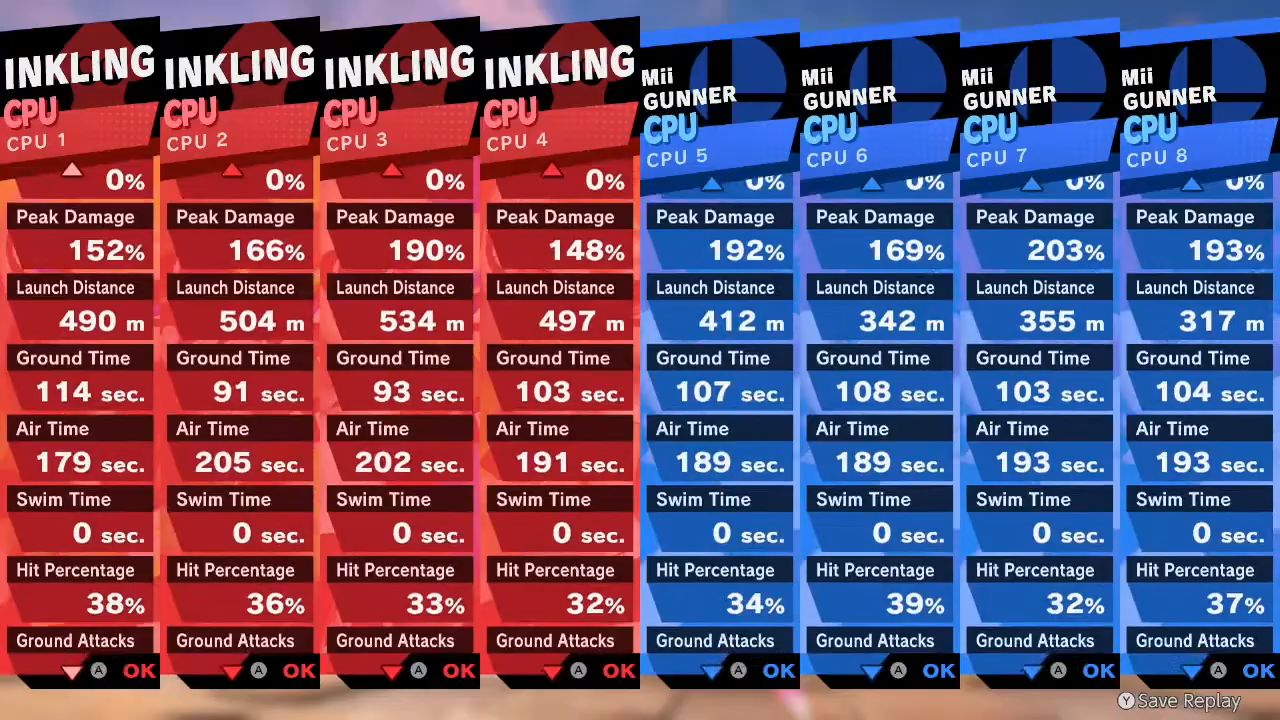 INKLING INKLING INKLING INKLING Mii GUNNER Mii GUNNER Mii GUNNER Mii GUNNER
CPU CPU CPU CPU CPU CPU CPU CPU
CPU 1 CPU 2 CPU 3 CPU 4 CPU 5 CPU 6 CPU 7 CPU 8
0% 0% 0% 0% 0% 0% 0% 0%
Peak Damage Peak Damage Peak Damage Peak Damage Peak Damage Peak Damage Peak Damage Peak Damage
152% 166% 190% 148% 192% 169% 203% 193%
Launch Distance Launch Distance Launch Distance Launch Distance Launch Distance Launch Distance Launch Distance Launch Distance
490 m 504 m 534 m 497 m 412 m 342 m 355 m 317 m
Ground Time Ground Time Ground Time Ground Time Ground Time Ground Time Ground Time Ground Time
114 sec. 91 sec. 93 sec. 103 sec. 107 sec. 108 sec. 103 sec. 104 sec.
Air Time Air Time Air Time Air Time Air Time Air Time Air Time Air Time
179 sec. 205 sec. 202 sec. 191 sec. 189 sec. 189 sec. 193 sec. 193 sec.
Swim Time Swim Time Swim Time Swim Time Swim Time Swim Time Swim Time Swim Time
0 sec. 0 sec. 0 sec. 0 sec. 0 sec. 0 sec. 0 sec. 0 sec.
Hit Percentage Hit Percentage Hit Percentage Hit Percentage Hit Percentage Hit Percentage Hit Percentage Hit Percentage
38% 36% 33% 32% 34% 39% 32% 37%
Ground Attacks Ground Attacks Ground Attacks Ground Attacks Ground Attacks Ground Attacks Ground Attacks Ground Attacks
A OK A OK A OK A OK A OK A OK A OK A OK
Y Save Replay